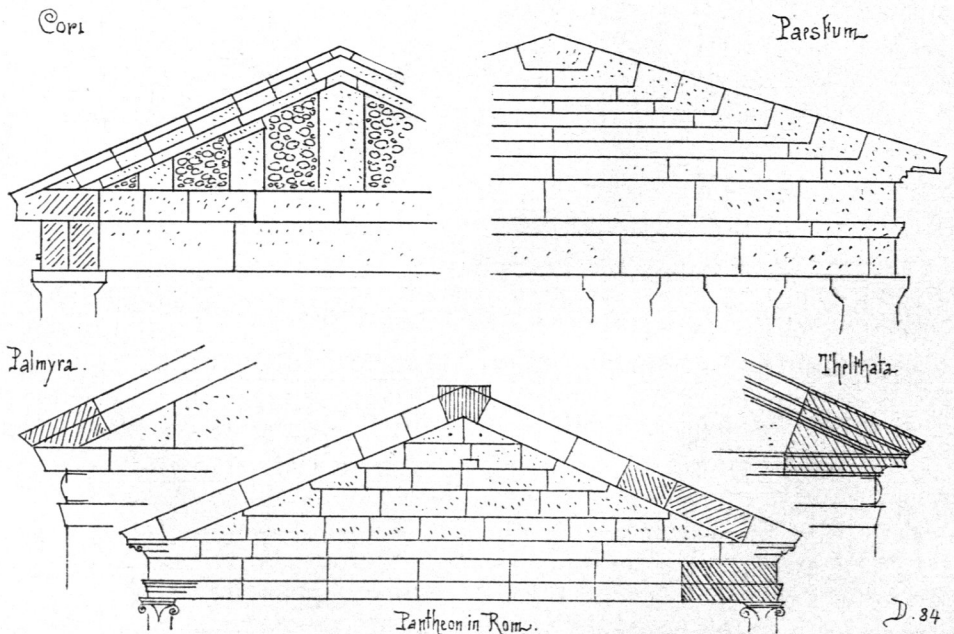 Cori
Paestum
Palmyra.
Thelthata
Pantheon in Rom.
D. 84